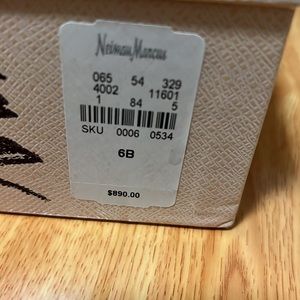 Neiman Marcus
065 54 329
4002 11601
1 84 5
SKU 0006 0534
6B
$890.00